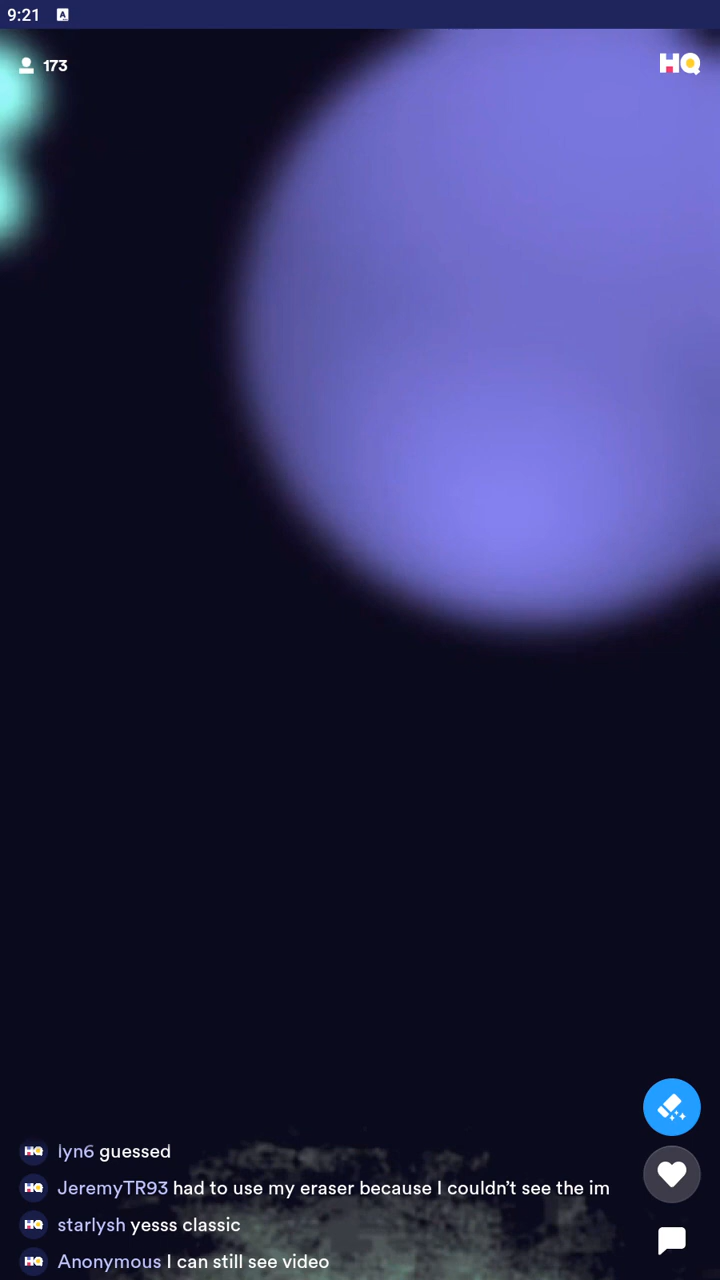 9:21 A
173
HQ
HQ lyn6 guessed
HQ JeremyTR93 had to use my eraser because I couldn’t see the im
HQ starlysh yesss classic
HQ Anonymous I can still see video